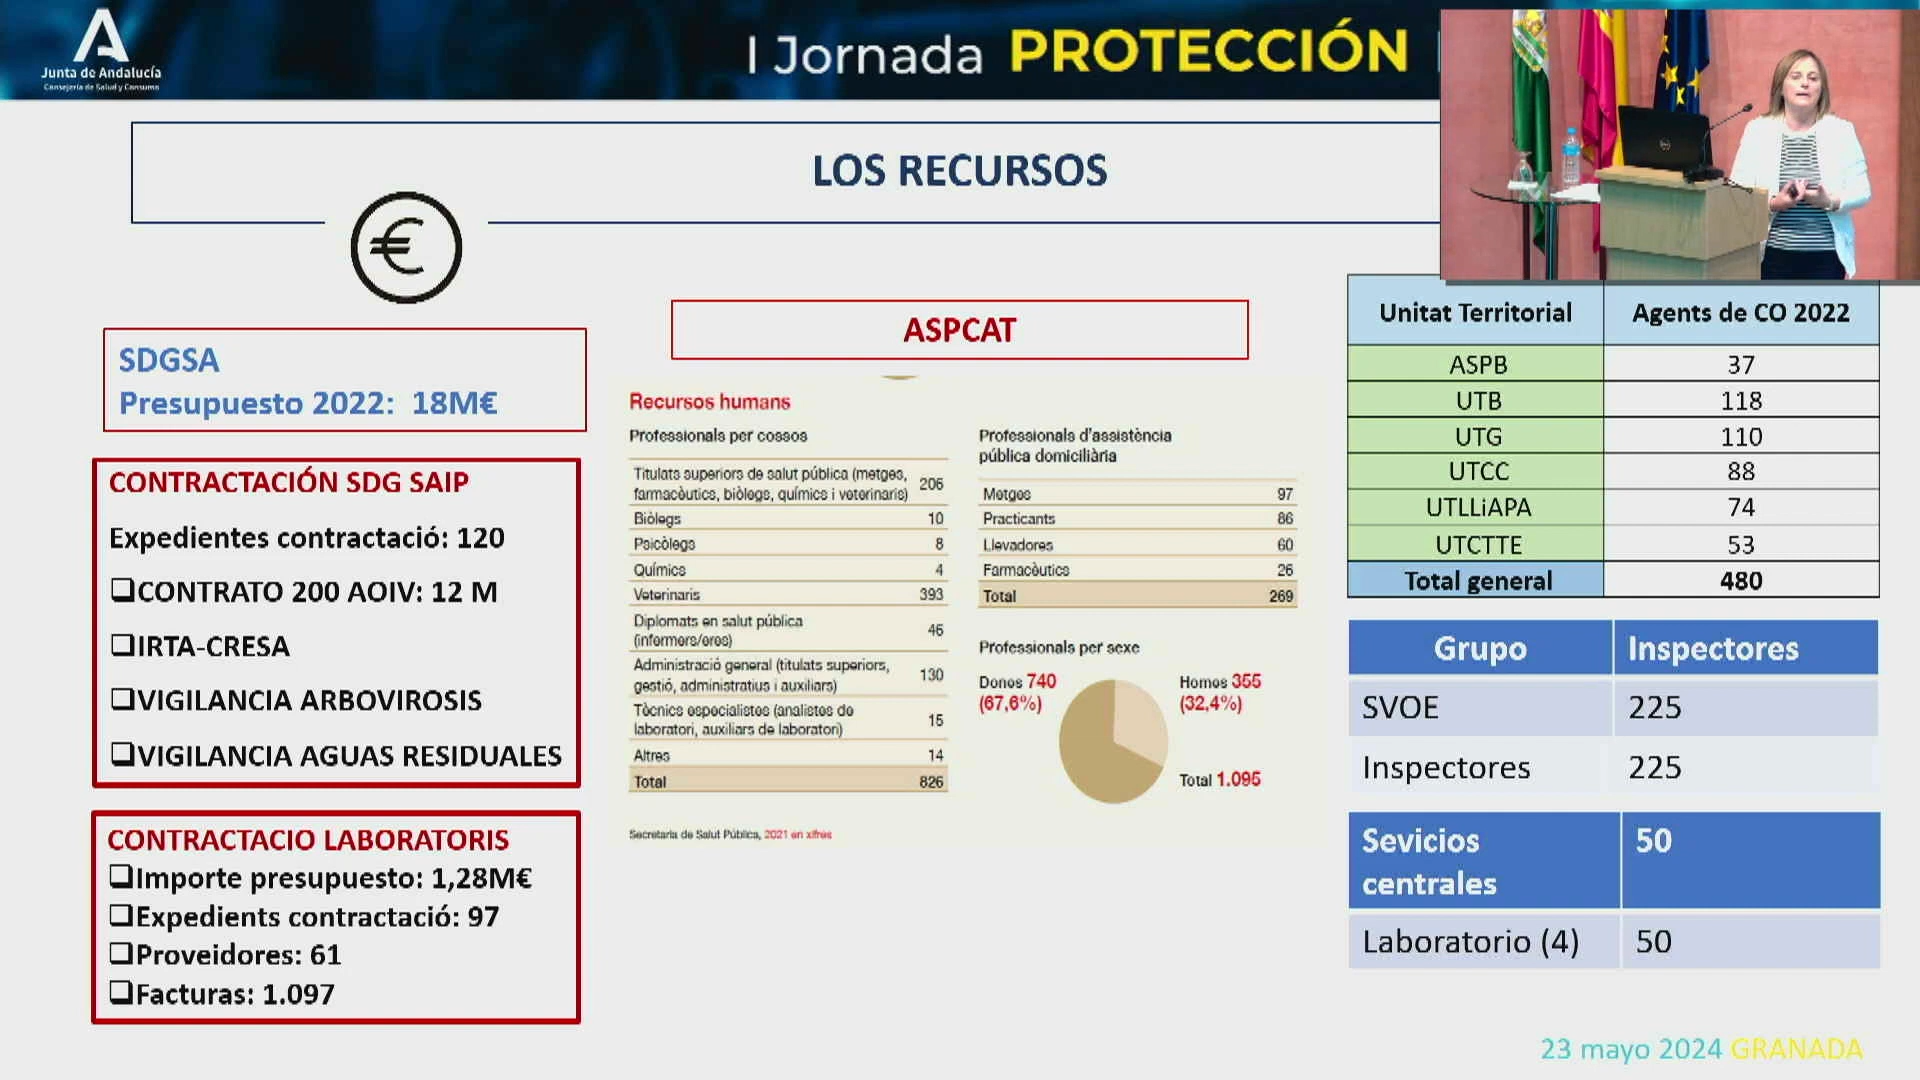 Junta de Andalucía
Consejería de Salud y Consumo
I Jornada PROTECCIÓN
LOS RECURSOS
SDGSA
Presupuesto 2022: 18M€
CONTRACTACIÓN SDG SAIP
Expedientes contractació: 120
❑CONTRATO 200 AOIV: 12 M
❑IRTA-CRESA
❑VIGILANCIA ARBOVIROSIS
❑VIGILANCIA AGUAS RESIDUALES
CONTRACTACIO LABORATORIS
❑Importe presupuesto: 1,28M€
❑Expedients contractació: 97
❑Proveidores: 61
❑Facturas: 1.097
ASPCAT
Recursos humans
Professionals per cossos
Titulats superiors de salut pública (metges,
farmacèutics, biòlegs, químics i veterinaris) 206
Biòlegs 10
Psicòlegs 8
Químics 4
Veterinaris 393
Diplomats en salut pública
(infermers/eres) 46
Administració general (titulats superiors,
gestió, administratius i auxiliars) 130
Tècnics especialistes (analistes de
laboratori, auxiliars de laboratori) 15
Altres 14
Total 826
Secretaria de Salut Pública, 2021 en xifres
Professionals d'assistència
pública domiciliària
Metges 97
Practicants 86
Llevadores 60
Farmacèutics 26
Total 269
Professionals per sexe
Dones 740
(67,6%)
Homes 355
(32,4%)
Total 1.095
Unitat Territorial Agents de CO 2022
ASPB 37
UTB 118
UTG 110
UTCC 88
UTLLiAPA 74
UTCTTE 53
Total general 480
Grupo Inspectores
SVOE 225
Inspectores 225
Sevicios
centrales 50
Laboratorio (4) 50
23 mayo 2024 GRANADA